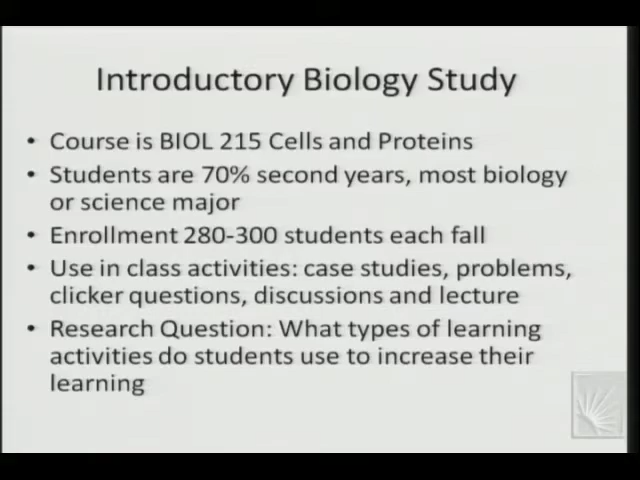 Introductory Biology Study
• Course is BIOL 215 Cells and Proteins
• Students are 70% second years, most biology
or science major
• Enrollment 280-300 students each fall
• Use in class activities: case studies, problems,
clicker questions, discussions and lecture
• Research Question: What types of learning
activities do students use to increase their
learning